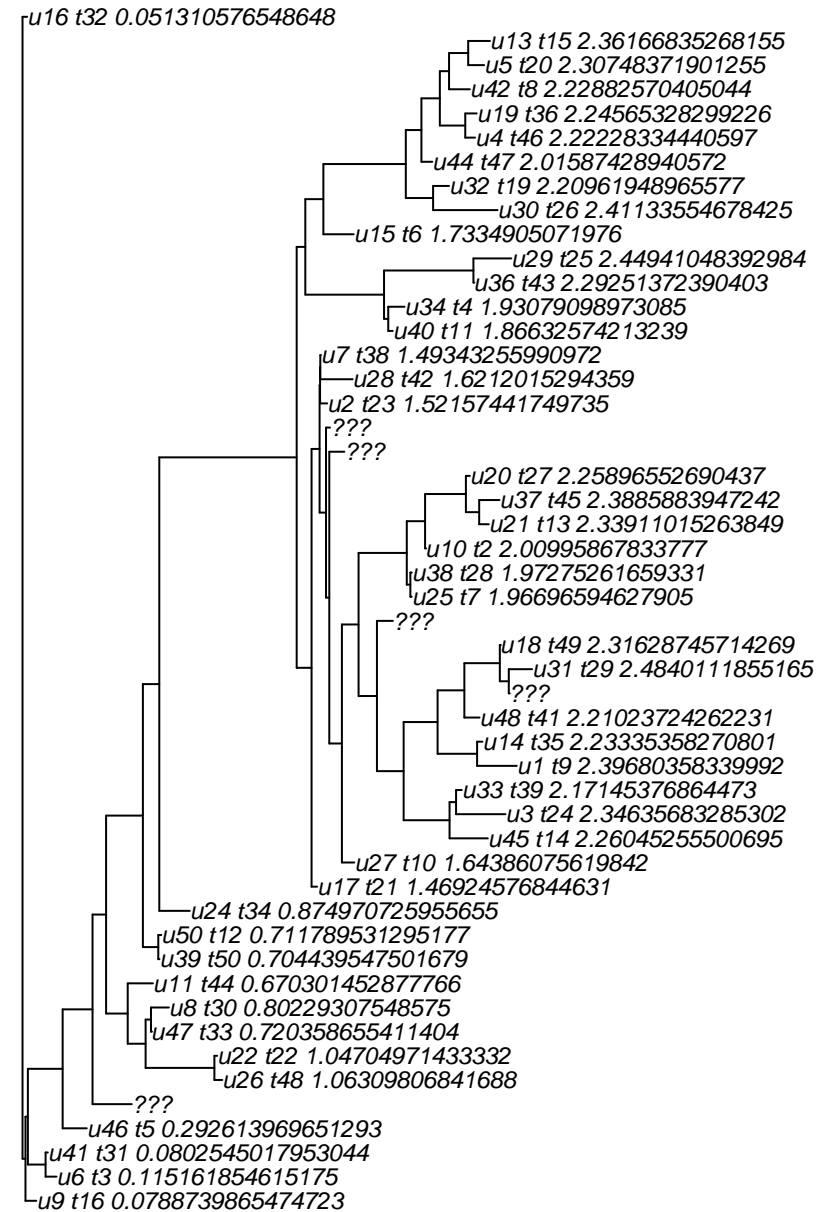 u16 t32 0.051310576548648
u13 t15 2.36166835268155
u5 t20 2.30748371901255
u42 t8 2.22882570405044
u19 t36 2.24565328299226
u4 t46 2.22228334440597
u44 t47 2.01587428940572
u32 t19 2.20961948965577
u30 t26 2.41133554678425
u15 t6 1.7334905071976
u29 t25 2.44941048392984
u36 t43 2.29251372390403
u34 t4 1.93079098973085
u40 t11 1.86632574213239
u7 t38 1.49343255990972
u28 t42 1.6212015294359
u2 t23 1.52157441749735
???
???
u20 t27 2.25896552690437
u37 t45 2.3885883947242
u21 t13 2.33911015263849
u10 t2 2.00995867833777
u38 t28 1.97275261659331
u25 t7 1.96696594627905
???
u18 t49 2.31628745714269
u31 t29 2.4840111855165
???
u48 t41 2.21023724262231
u14 t35 2.23335358270801
u1 t9 2.39680358339992
u33 t39 2.17145376864473
u3 t24 2.34635683285302
u45 t14 2.26045255500695
u27 t10 1.64386075619842
u17 t21 1.46924576844631
u24 t34 0.874970725955655
u50 t12 0.711789531295177
u39 t50 0.704439547501679
u11 t44 0.670301452877766
u8 t30 0.80229307548575
u47 t33 0.720358655411404
u22 t22 1.04704971433332
u26 t48 1.06309806841688
???
u46 t5 0.292613969651293
u41 t31 0.0802545017953044
u6 t3 0.115161854615175
u9 t16 0.0788739865474723